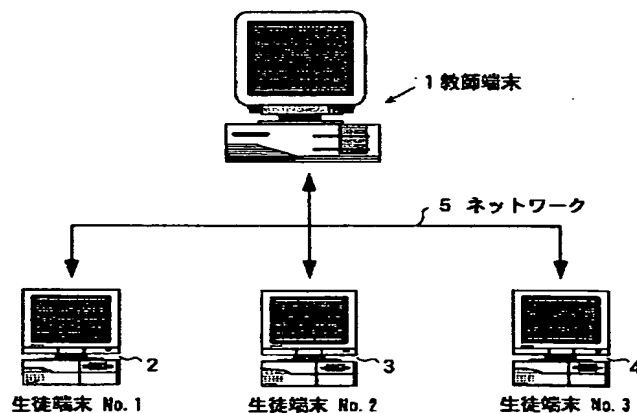 1 教師端末
5 ネットワーク
2
3
4
生徒端末 No. 1
生徒端末 No. 2
生徒端末 No. 3